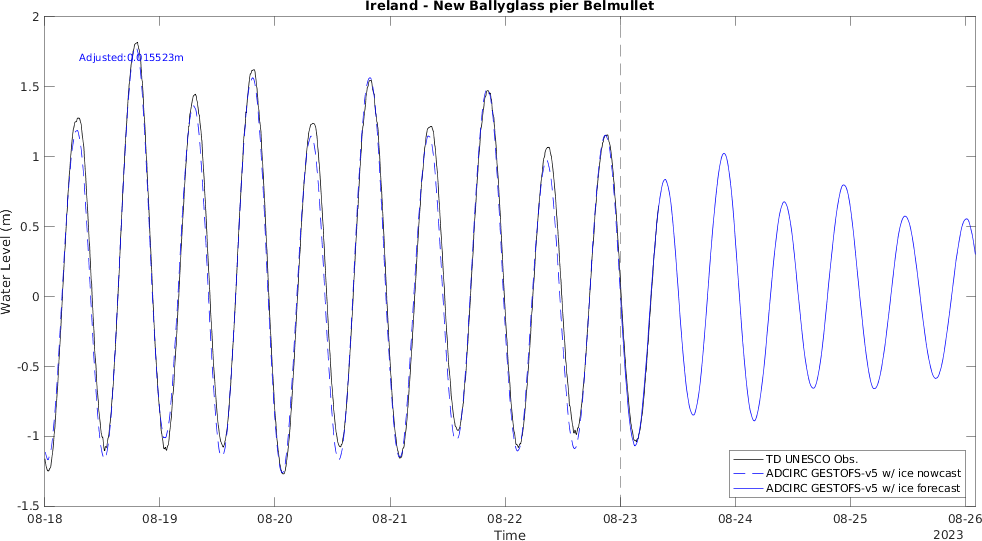 Ireland - New Ballyglass pier Belmullet
Adjusted:0.015523m
Water Level (m)
2
1.5
1
0.5
0
-0.5
-1
-1.5
08-18
08-19
08-20
08-21
08-22
08-23
08-24
08-25
08-26
Time
2023
TD UNESCO Obs.
ADCIRC GESTOFS-v5 w/ ice nowcast
ADCIRC GESTOFS-v5 w/ ice forecast